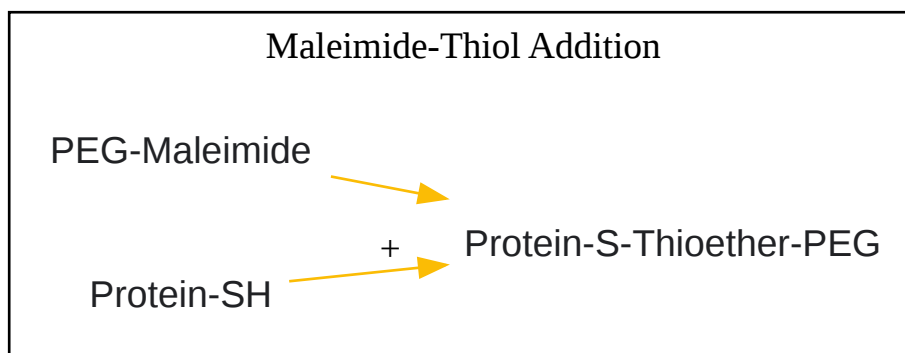 Maleimide-Thiol Addition
PEG-Maleimide
+
Protein-S-Thioether-PEG
Protein-SH